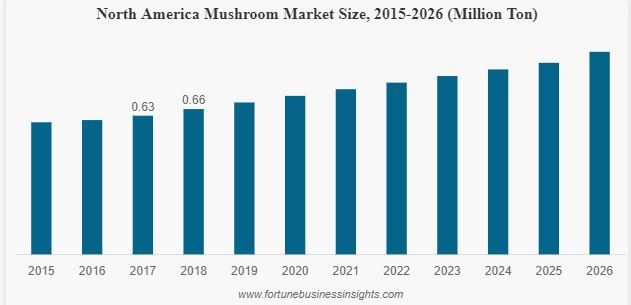 North America Mushroom Market Size, 2015-2026 (Million Ton)
0.63 0.66
2015 2016 2017 2018 2019 2020 2021 2022 2023 2024 2025 2026
www.fortunebusinessinsights.com